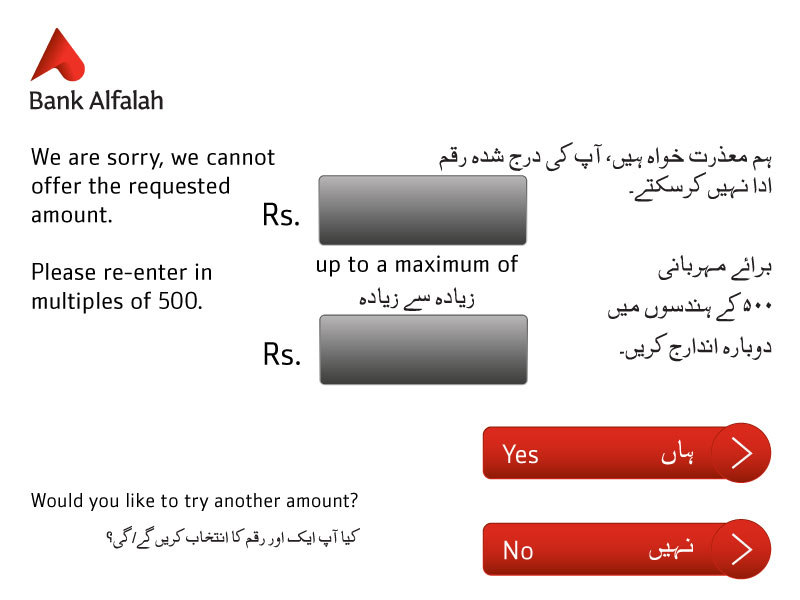 Bank Alfalah
We are sorry, we cannot
offer the requested
amount.
ہم معذرت خواہ ہیں، آپ کی درج شدہ رقم
ادا نہیں کرسکتے۔
Rs.
Please re-enter in
multiples of 500.
up to a maximum of
زیادہ سے زیادہ
برائے مہربانی
۵۰۰ کے ہندسوں میں
دوبارہ اندارج کریں۔
Rs.
Yes ہاں
Would you like to try another amount?
کیا آپ ایک اور رقم کا انتخاب کریں گے/گی؟
No نہیں